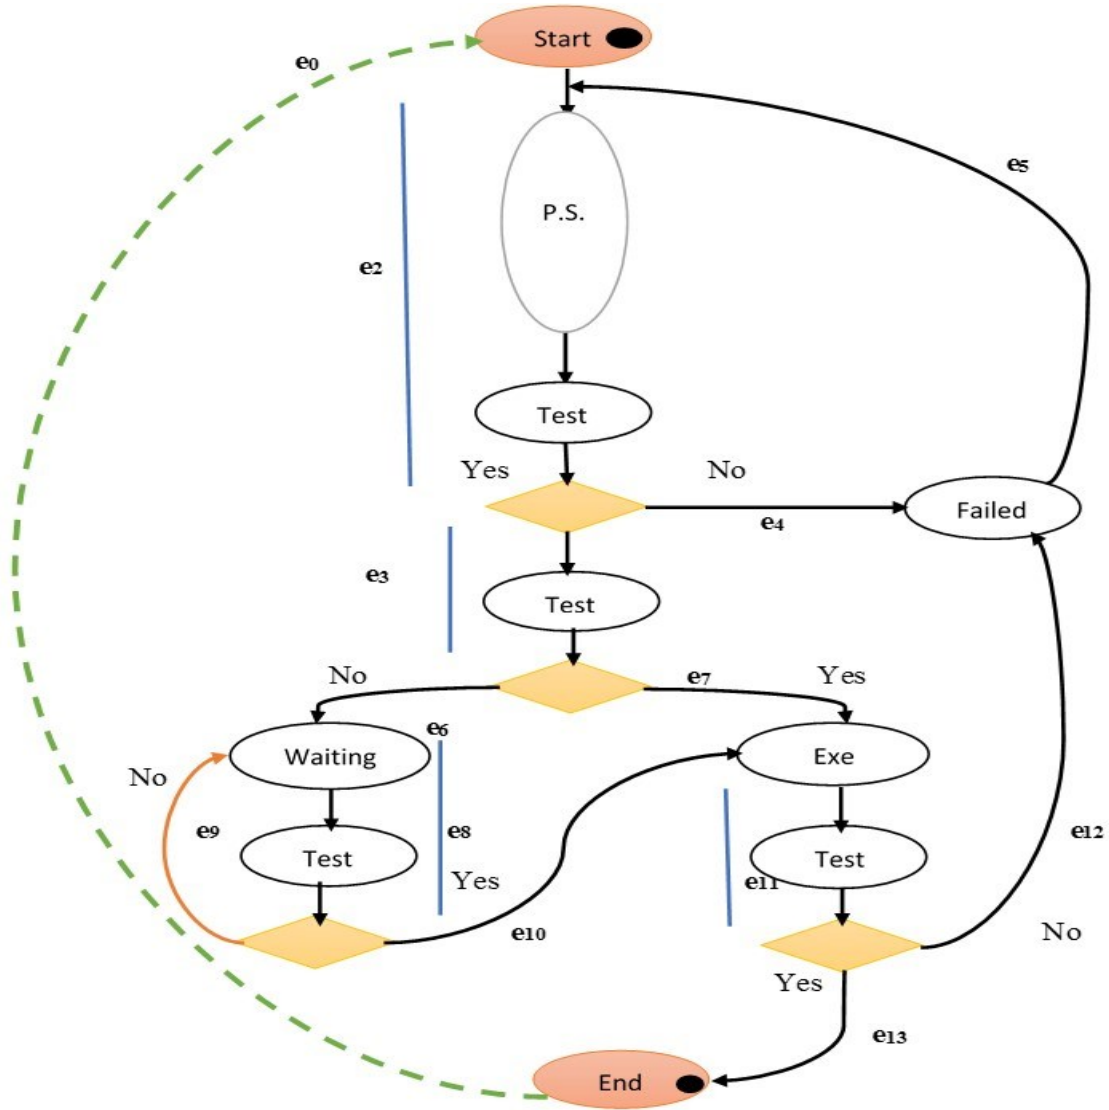 Start
e0
e5
P.S.
e2
Test
Yes
No
e4
Failed
e3
Test
No
e7
Yes
e6
Waiting
Exe
No
e9
e8
e12
Test
Test
Yes
e11
e10
No
Yes
e13
End